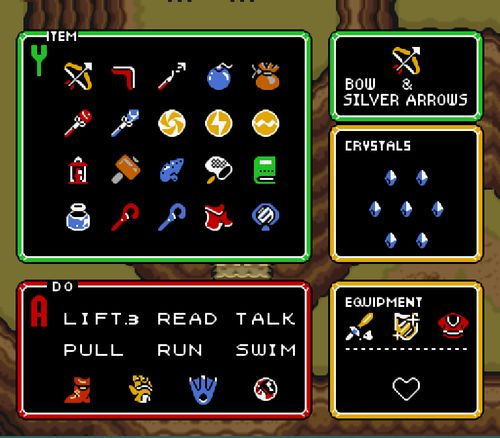 ITEM
Y
BOW &
SILVER ARROWS
CRYSTALS
DO
A
LIFT.3 READ TALK
PULL RUN SWIM
EQUIPMENT